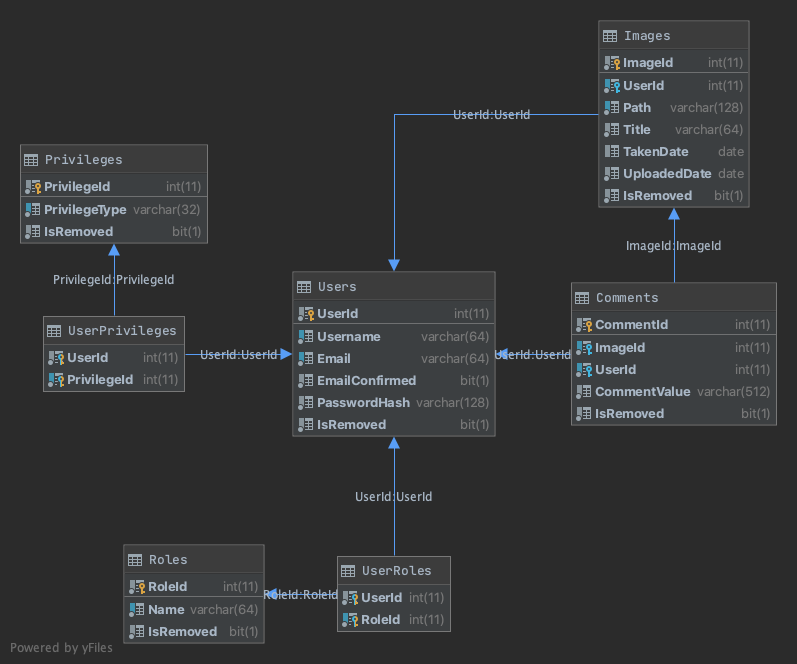 Images
ImageId int(11)
UserId int(11)
Path varchar(128)
Title varchar(64)
TakenDate date
UploadedDate date
IsRemoved bit(1)
UserId:UserId
Privileges
PrivilegeId int(11)
PrivilegeType varchar(32)
IsRemoved bit(1)
ImageId:ImageId
PrivilegeId:PrivilegeId
Users
UserId int(11)
Username varchar(64)
Email varchar(64)
EmailConfirmed bit(1)
PasswordHash varchar(128)
IsRemoved bit(1)
Comments
CommentId int(11)
ImageId int(11)
UserId int(11)
CommentValue varchar(512)
IsRemoved bit(1)
UserPrivileges
UserId int(11)
PrivilegeId int(11)
UserId:UserId
UserId:UserId
UserId:UserId
Roles
RoleId int(11)
Name varchar(64)
IsRemoved bit(1)
RoleId:RoleId
UserRoles
UserId int(11)
RoleId int(11)
Powered by yFiles